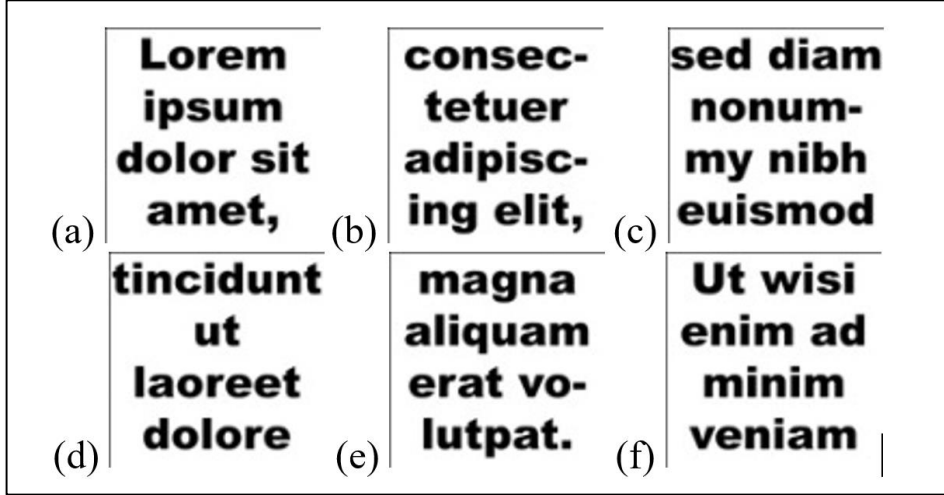 Lorem
ipsum
dolor sit
amet,
(a)
consec-
tetuer
adipisc-
ing elit,
(b)
sed diam
nonum-
my nibh
euismod
(c)
tincidunt
ut
laoreet
dolore
(d)
magna
aliquam
erat vo-
lutpat.
(e)
Ut wisi
enim ad
minim
veniam
(f)